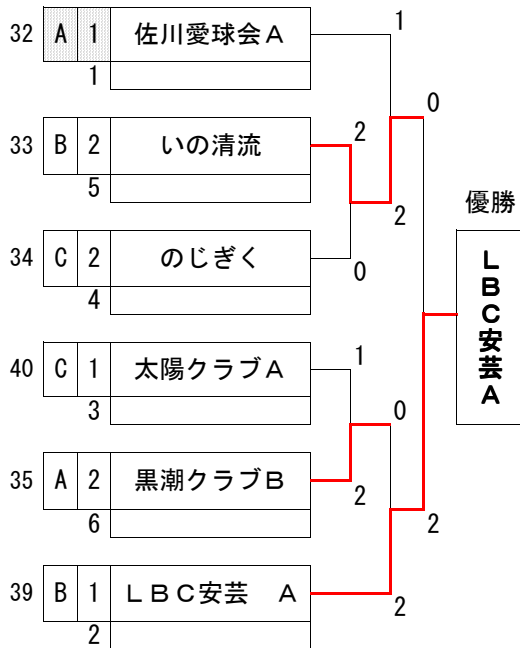 32 A 1 佐川愛球会A 1
1
0
33 B 2 いの清流 2
5
2
優勝
34 C 2 のじぎく 0
4
LBC安芸A
40 C 1 太陽クラブA 1
3
0
35 A 2 黒潮クラブB 2
6
2
39 B 1 LBC安芸 A 2
2